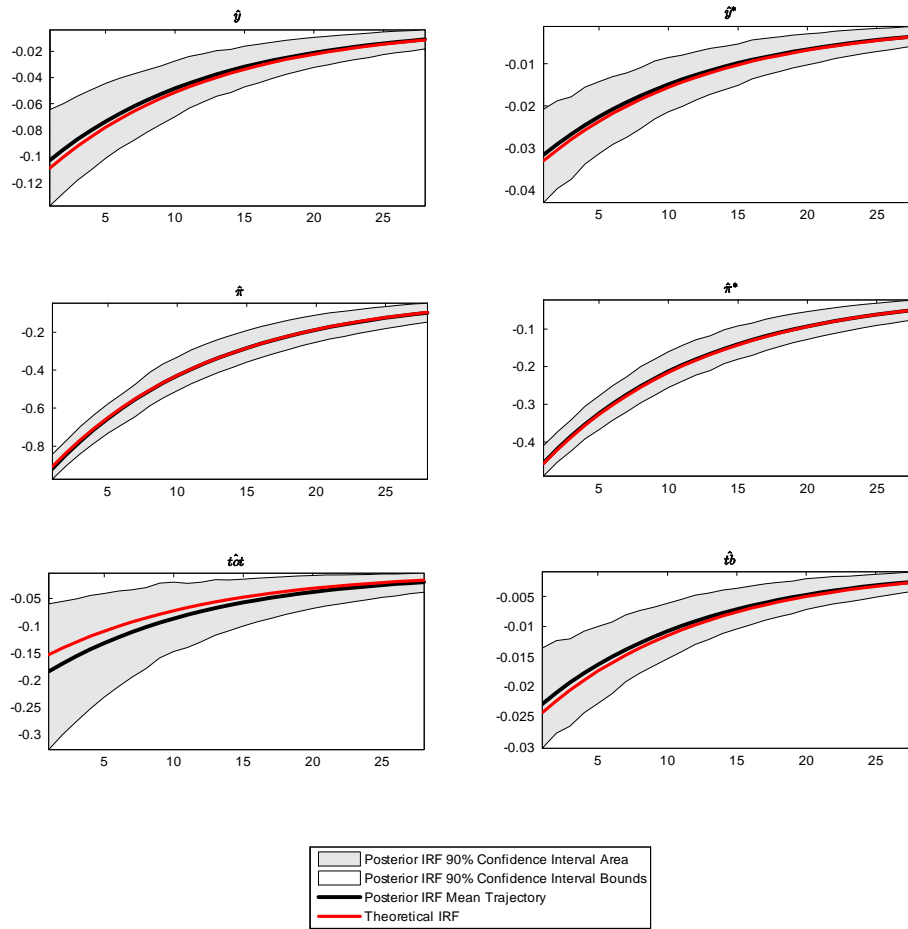 ŷ
-0.02
-0.04
-0.06
-0.08
-0.1
-0.12
5 10 15 20 25
ŷ*
-0.01
-0.02
-0.03
-0.04
5 10 15 20 25
π̂
-0.2
-0.4
-0.6
-0.8
5 10 15 20 25
π̂*
-0.1
-0.2
-0.3
-0.4
5 10 15 20 25
tôt
-0.05
-0.1
-0.15
-0.2
-0.25
-0.3
5 10 15 20 25
tb̂
-0.005
-0.01
-0.015
-0.02
-0.025
-0.03
5 10 15 20 25
Posterior IRF 90% Confidence Interval Area
Posterior IRF 90% Confidence Interval Bounds
Posterior IRF Mean Trajectory
Theoretical IRF